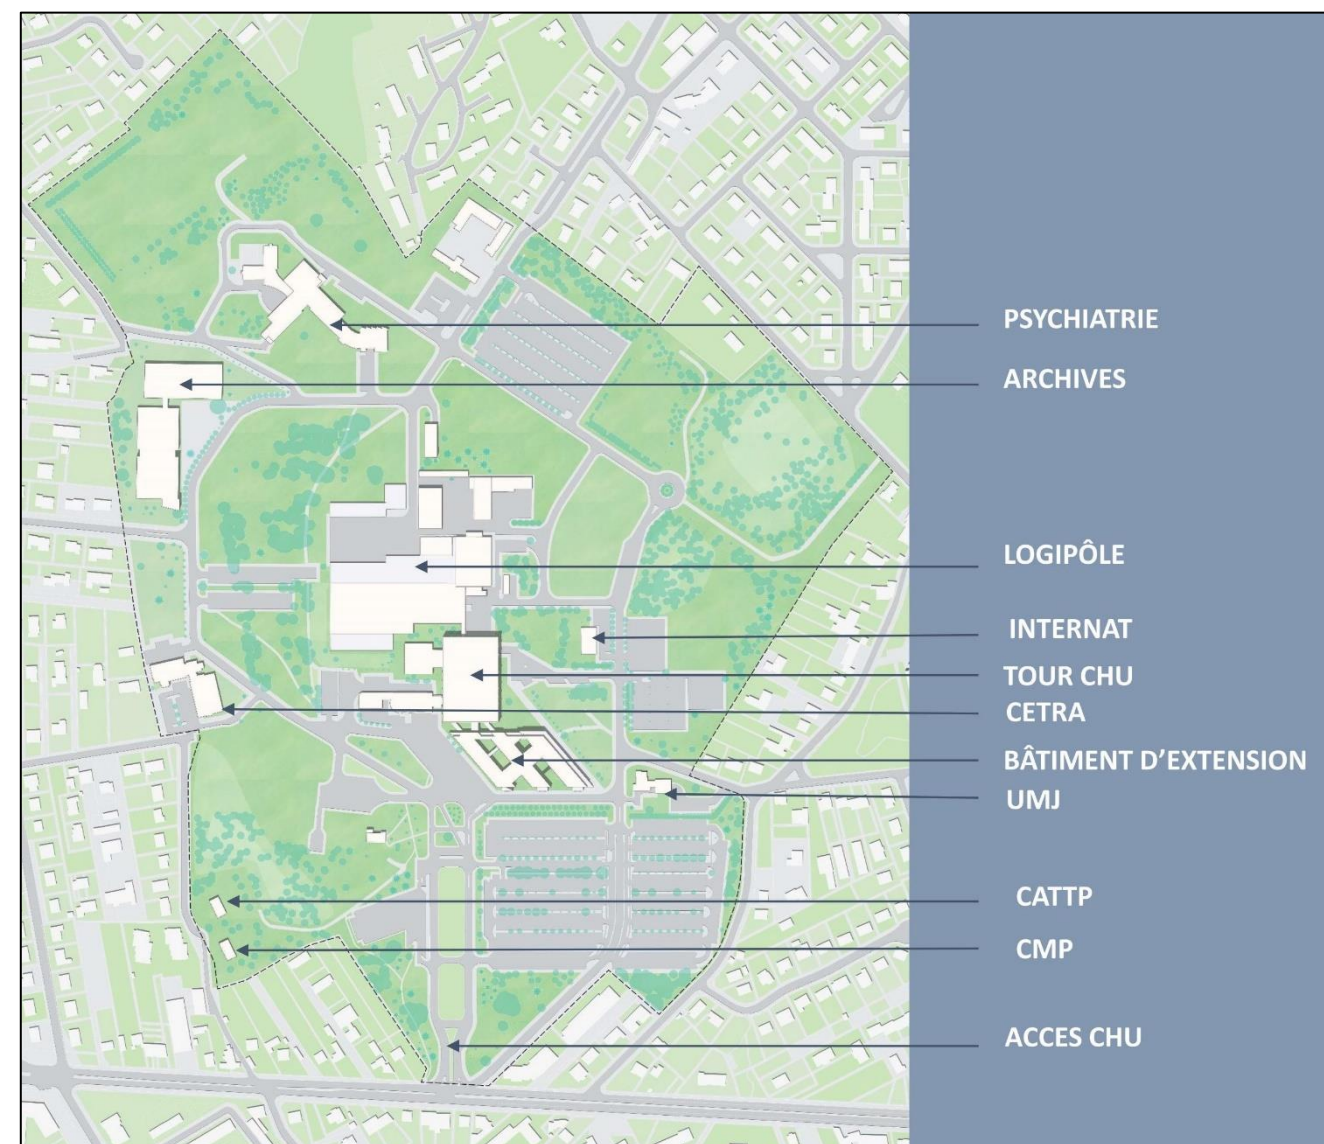 PSYCHIATRIE
ARCHIVES
LOGIPÔLE
INTERNAT
TOUR CHU
CETRA
BÂTIMENT D'EXTENSION
UMJ
CATTP
CMP
ACCES CHU